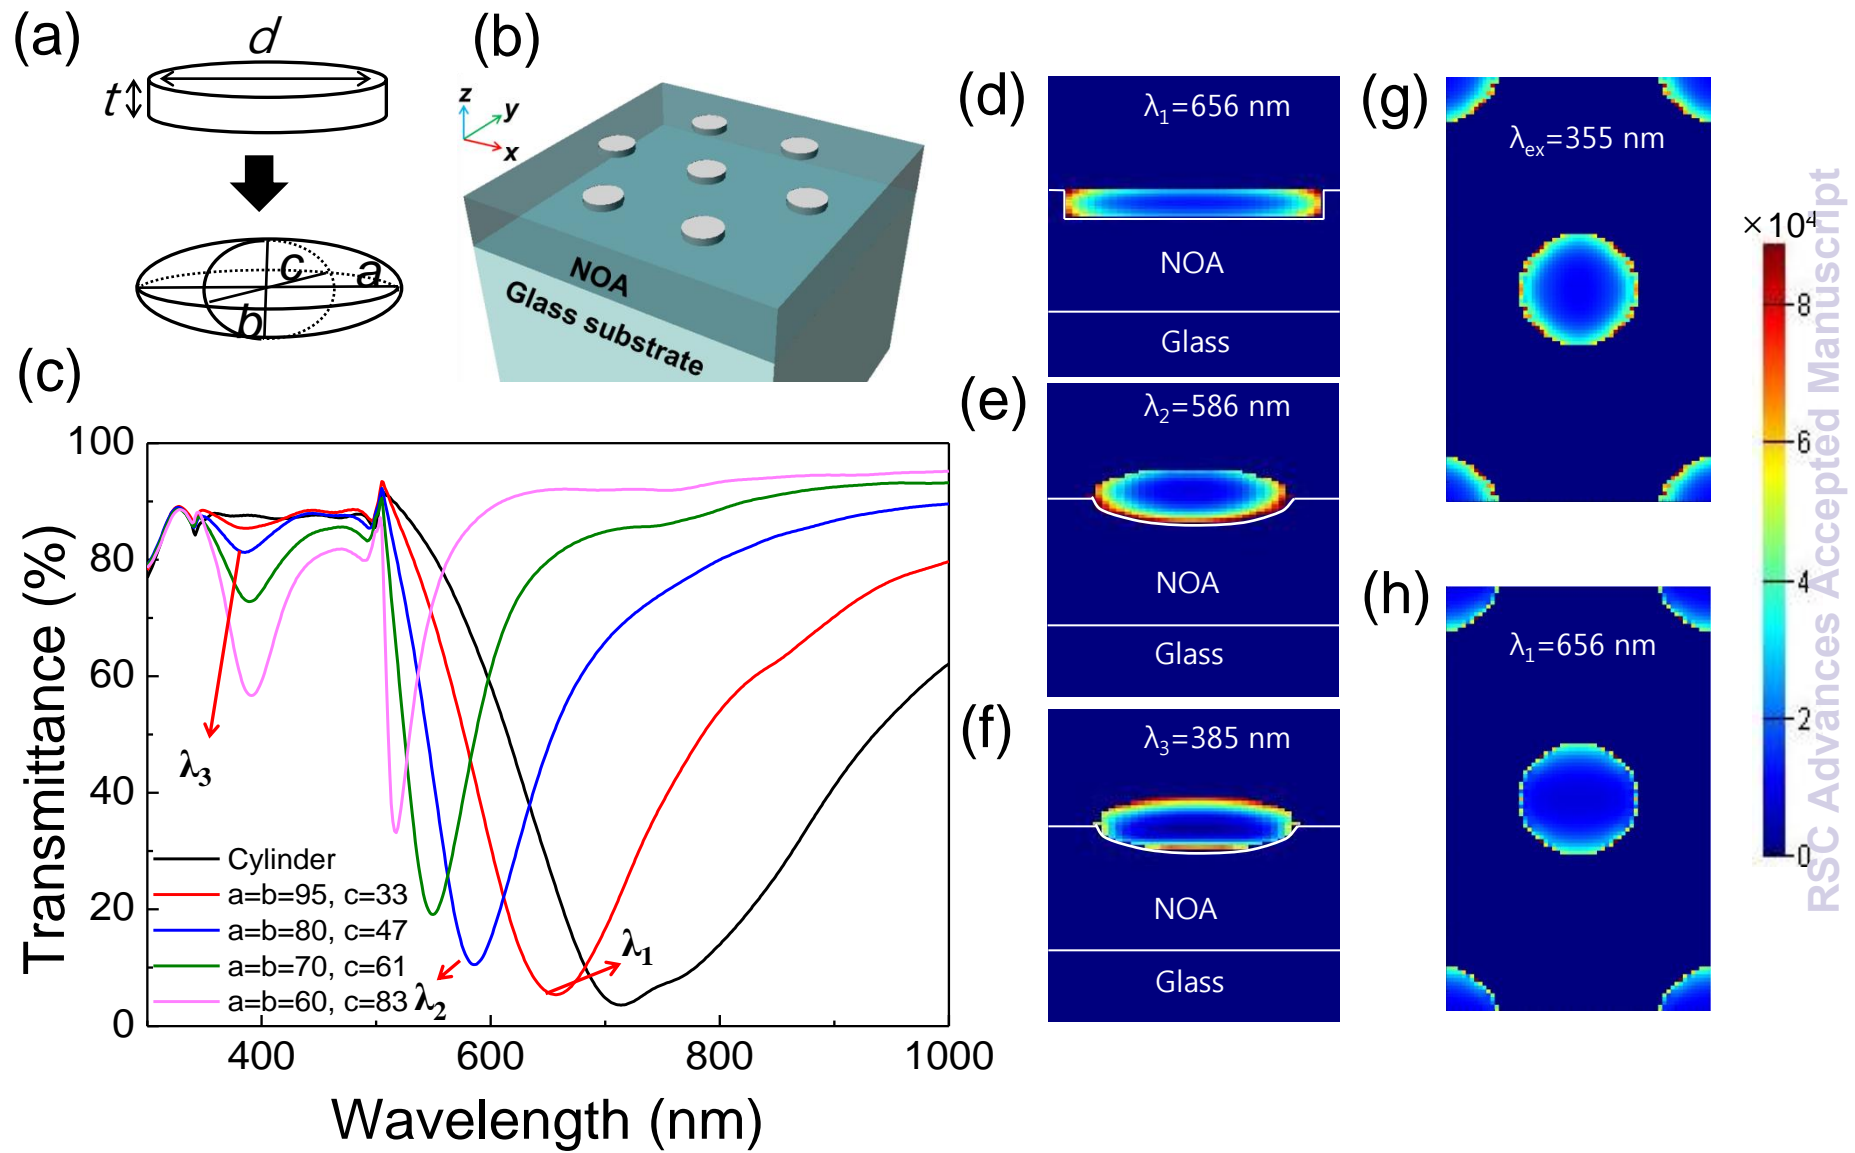 (a)
d
t
c
a
b
(b)
z
y
x
NOA
Glass substrate
(c)
Transmittance (%)
100
80
60
40
20
0
λ3
λ2
λ1
Cylinder
a=b=95, c=33
a=b=80, c=47
a=b=70, c=61
a=b=60, c=83
400
600
800
1000
Wavelength (nm)
(d)
λ1=656 nm
NOA
Glass
(e)
λ2=586 nm
NOA
Glass
(f)
λ3=385 nm
NOA
Glass
(g)
λex=355 nm
(h)
λ1=656 nm
×10⁴
8
6
4
2
0
RSC Advances Accepted Manuscript